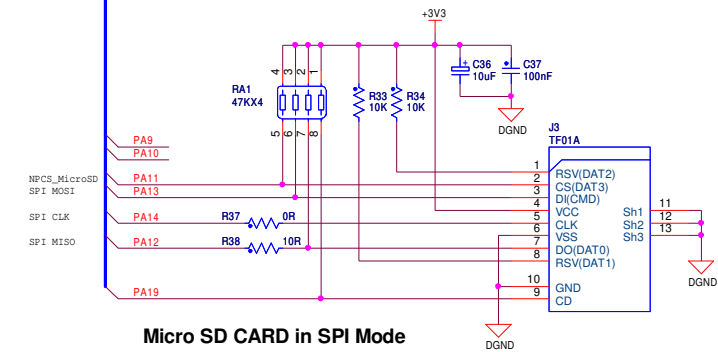 +3V3
C36
10uF
C37
100nF
4 3 2 1
RA1
47KX4
R33
10K
R34
10K
5 6 7 8
DGND
J3
TF01A
PA9
PA10
NPCS_MicroSD PA11
SPI MOSI PA13
SPI CLK PA14 R37 0R
SPI MISO PA12 R38 10R
PA19
1 RSV(DAT2)
2 CS(DAT3)
3 DI(CMD)
4 VCC
5 CLK
6 VSS
7 DO(DAT0)
8 RSV(DAT1)
10 GND
9 CD
Sh1 11
Sh2 12
Sh3 13
DGND
DGND
Micro SD CARD in SPI Mode